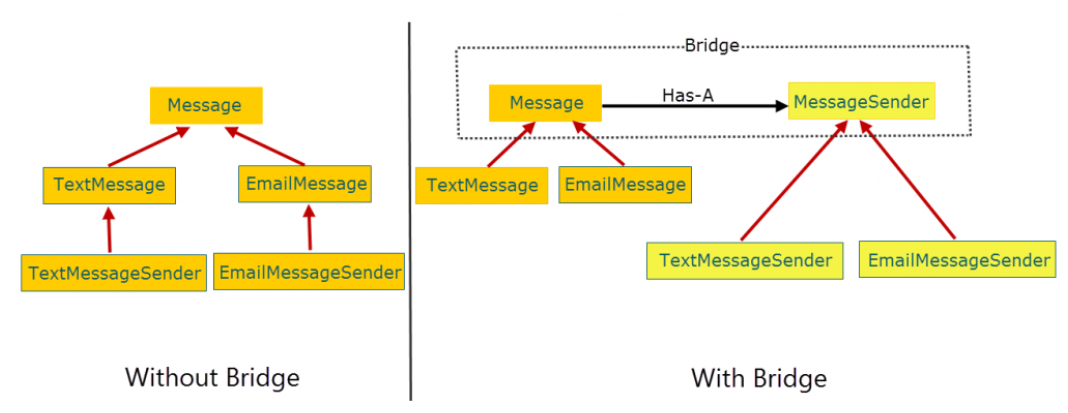 Message
TextMessage
EmailMessage
TextMessageSender
EmailMessageSender
Without Bridge
Bridge
Message
Has-A
MessageSender
TextMessage
EmailMessage
TextMessageSender
EmailMessageSender
With Bridge